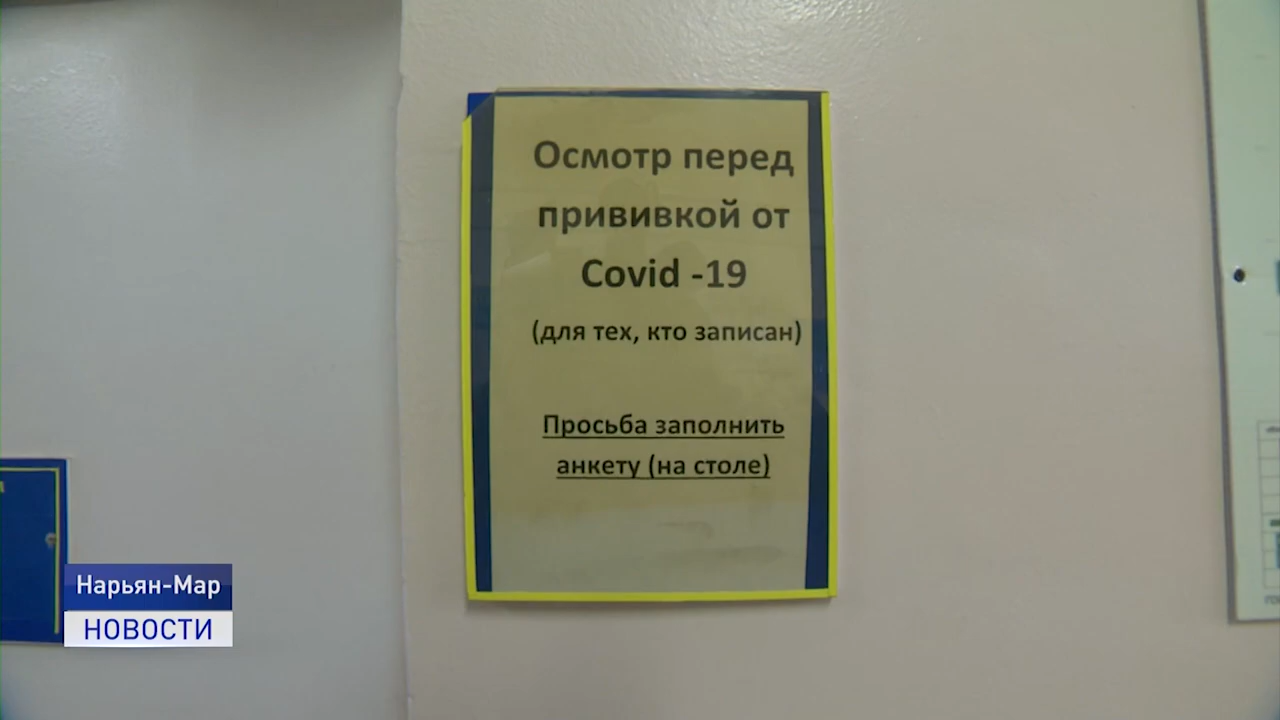 Осмотр перед
прививкой от
Covid -19
(для тех, кто записан)
Просьба заполнить
анкету (на столе)
Нарьян-Мар
НОВОСТИ